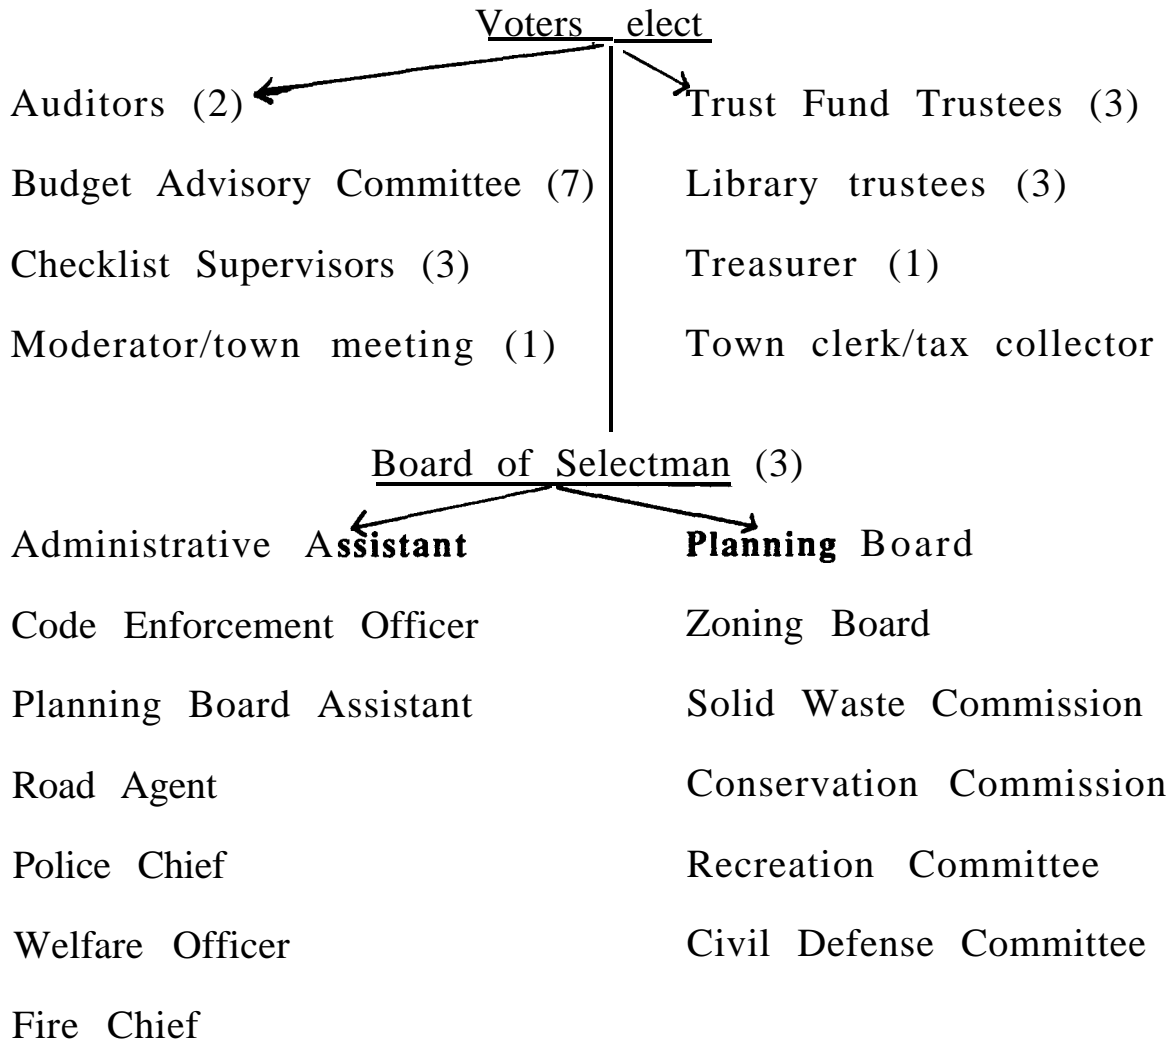 Voters elect
Auditors (2)
Trust Fund Trustees (3)
Budget Advisory Committee (7)
Library trustees (3)
Checklist Supervisors (3)
Treasurer (1)
Moderator/town meeting (1)
Town clerk/tax collector
Board of Selectman (3)
Administrative Assistant
Planning Board
Code Enforcement Officer
Zoning Board
Planning Board Assistant
Solid Waste Commission
Road Agent
Conservation Commission
Police Chief
Recreation Committee
Welfare Officer
Civil Defense Committee
Fire Chief